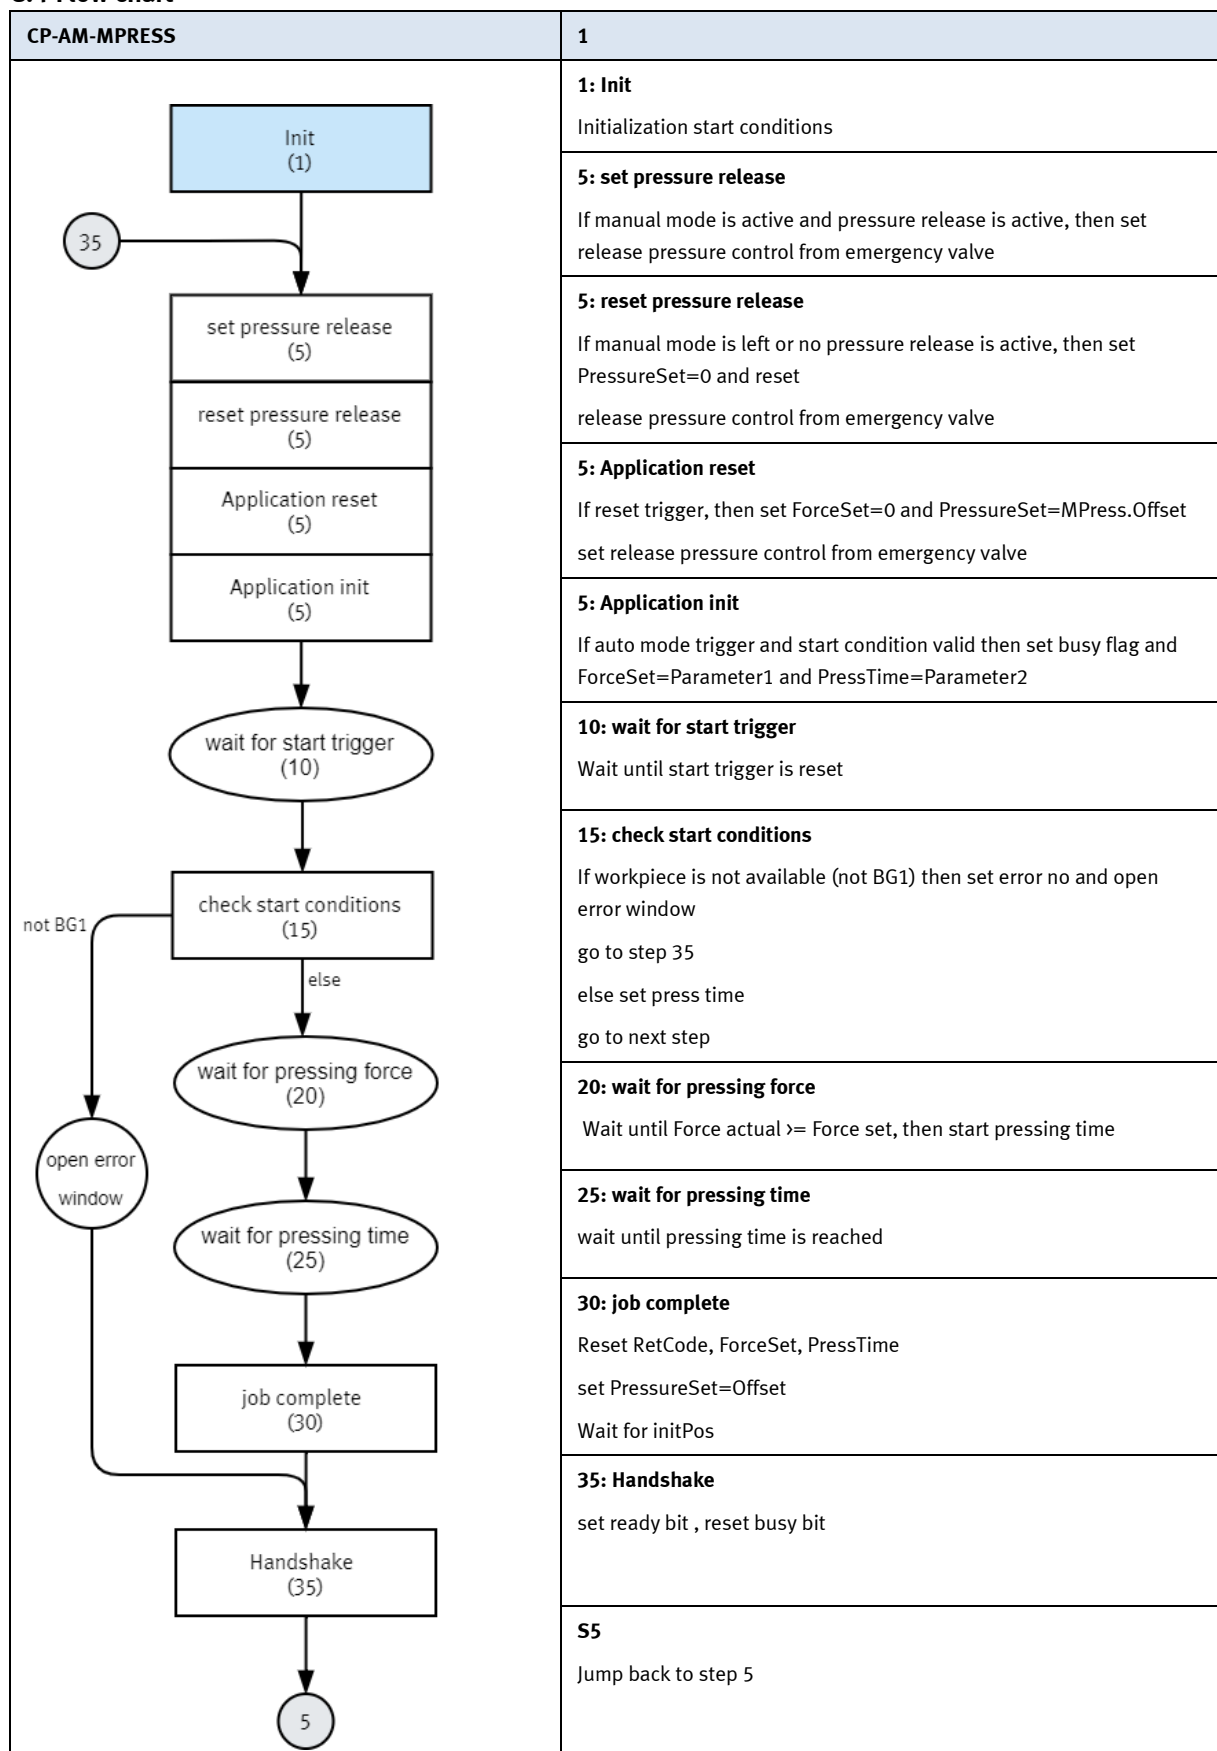 CP-AM-MPRESS
1
Init
(1)
35
set pressure release
(5)
reset pressure release
(5)
Application reset
(5)
Application init
(5)
wait for start trigger
(10)
check start conditions
(15)
not BG1
else
wait for pressing force
(20)
open error
window
wait for pressing time
(25)
job complete
(30)
Handshake
(35)
5
1: Init
Initialization start conditions
5: set pressure release
If manual mode is active and pressure release is active, then set
release pressure control from emergency valve
5: reset pressure release
If manual mode is left or no pressure release is active, then set
PressureSet=0 and reset
release pressure control from emergency valve
5: Application reset
If reset trigger, then set ForceSet=0 and PressureSet=MPress.Offset
set release pressure control from emergency valve
5: Application init
If auto mode trigger and start condition valid then set busy flag and
ForceSet=Parameter1 and PressTime=Parameter2
10: wait for start trigger
Wait until start trigger is reset
15: check start conditions
If workpiece is not available (not BG1) then set error no and open
error window
go to step 35
else set press time
go to next step
20: wait for pressing force
Wait until Force actual >= Force set, then start pressing time
25: wait for pressing time
wait until pressing time is reached
30: job complete
Reset RetCode, ForceSet, PressTime
set PressureSet=Offset
Wait for initPos
35: Handshake
set ready bit , reset busy bit
S5
Jump back to step 5